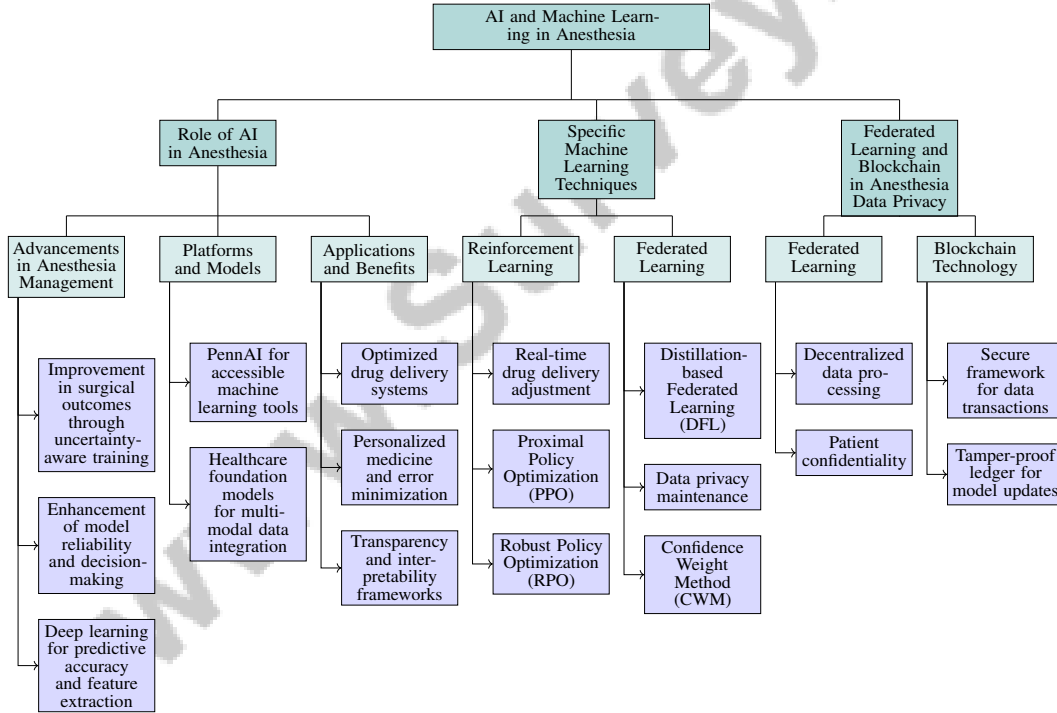 AI and Machine Learn-
ing in Anesthesia
Role of AI
in Anesthesia
Specific
Machine
Learning
Techniques
Federated
Learning and
Blockchain
in Anesthesia
Data Privacy
Advancements
in Anesthesia
Management
Platforms
and Models
Applications
and Benefits
Reinforcement
Learning
Federated
Learning
Federated
Learning
Blockchain
Technology
Improvement
in surgical
outcomes
through
uncertainty-
aware training
Enhancement
of model
reliability
and decision-
making
Deep learning
for predictive
accuracy
and feature
extraction
PennAI for
accessible
machine
learning tools
Healthcare
foundation
models
for multi-
modal data
integration
Optimized
drug delivery
systems
Personalized
medicine
and error
minimization
Transparency
and inter-
pretability
frameworks
Real-time
drug delivery
adjustment
Proximal
Policy
Optimization
(PPO)
Robust Policy
Optimization
(RPO)
Distillation-
based
Federated
Learning
(DFL)
Data privacy
maintenance
Confidence
Weight
Method
(CWM)
Decentralized
data pro-
cessing
Patient
confidentiality
Secure
framework
for data
transactions
Tamper-proof
ledger for
model updates